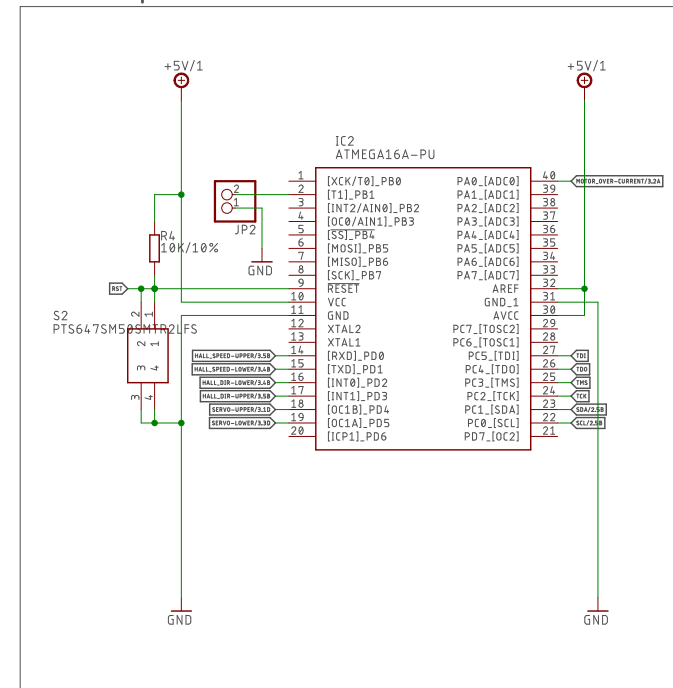 +5V/1
+5V/1
IC2
ATMEGA16A-PU
1 [XCK/T0]_PB0 PA0_[ADC0] 40 MOTOR_OVER-CURRENT/3.2A
2 [T1]_PB1 PA1_[ADC1] 39
3 [INT2/AIN0]_PB2 PA2_[ADC2] 38
4 [OC0/AIN1]_PB3 PA3_[ADC3] 37
5 [SS]_PB4 PA4_[ADC4] 36
6 [MOSI]_PB5 PA5_[ADC5] 35
7 [MISO]_PB6 PA6_[ADC6] 34
8 [SCK]_PB7 PA7_[ADC7] 33
9 RESET AREF 32
10 VCC GND_1 31
11 GND AVCC 30
12 XTAL2 PC7_[TOSC2] 29
13 XTAL1 PC6_[TOSC1] 28
HALL_SPEED-UPPER/3.5B 14 [RXD]_PD0 PC5_[TDI] 27 TDI
HALL_SPEED-LOWER/3.4B 15 [TXD]_PD1 PC4_[TDO] 26 TDO
HALL_DIR-LOWER/3.4B 16 [INT0]_PD2 PC3_[TMS] 25 TMS
HALL_DIR-UPPER/3.5B 17 [INT1]_PD3 PC2_[TCK] 24 TCK
SERVO-UPPER/3.1D 18 [OC1B]_PD4 PC1_[SDA] 23 SDA/2.5B
SERVO-LOWER/3.3D 19 [OC1A]_PD5 PC0_[SCL] 22 SCL/2.5B
20 [ICP1]_PD6 PD7_[OC2] 21
2
1
JP2
GND
R4
10K/10%
RST
S2
PTS647SM50SMTR2LFS
2 1
2 1
3 4
3 4
GND
GND